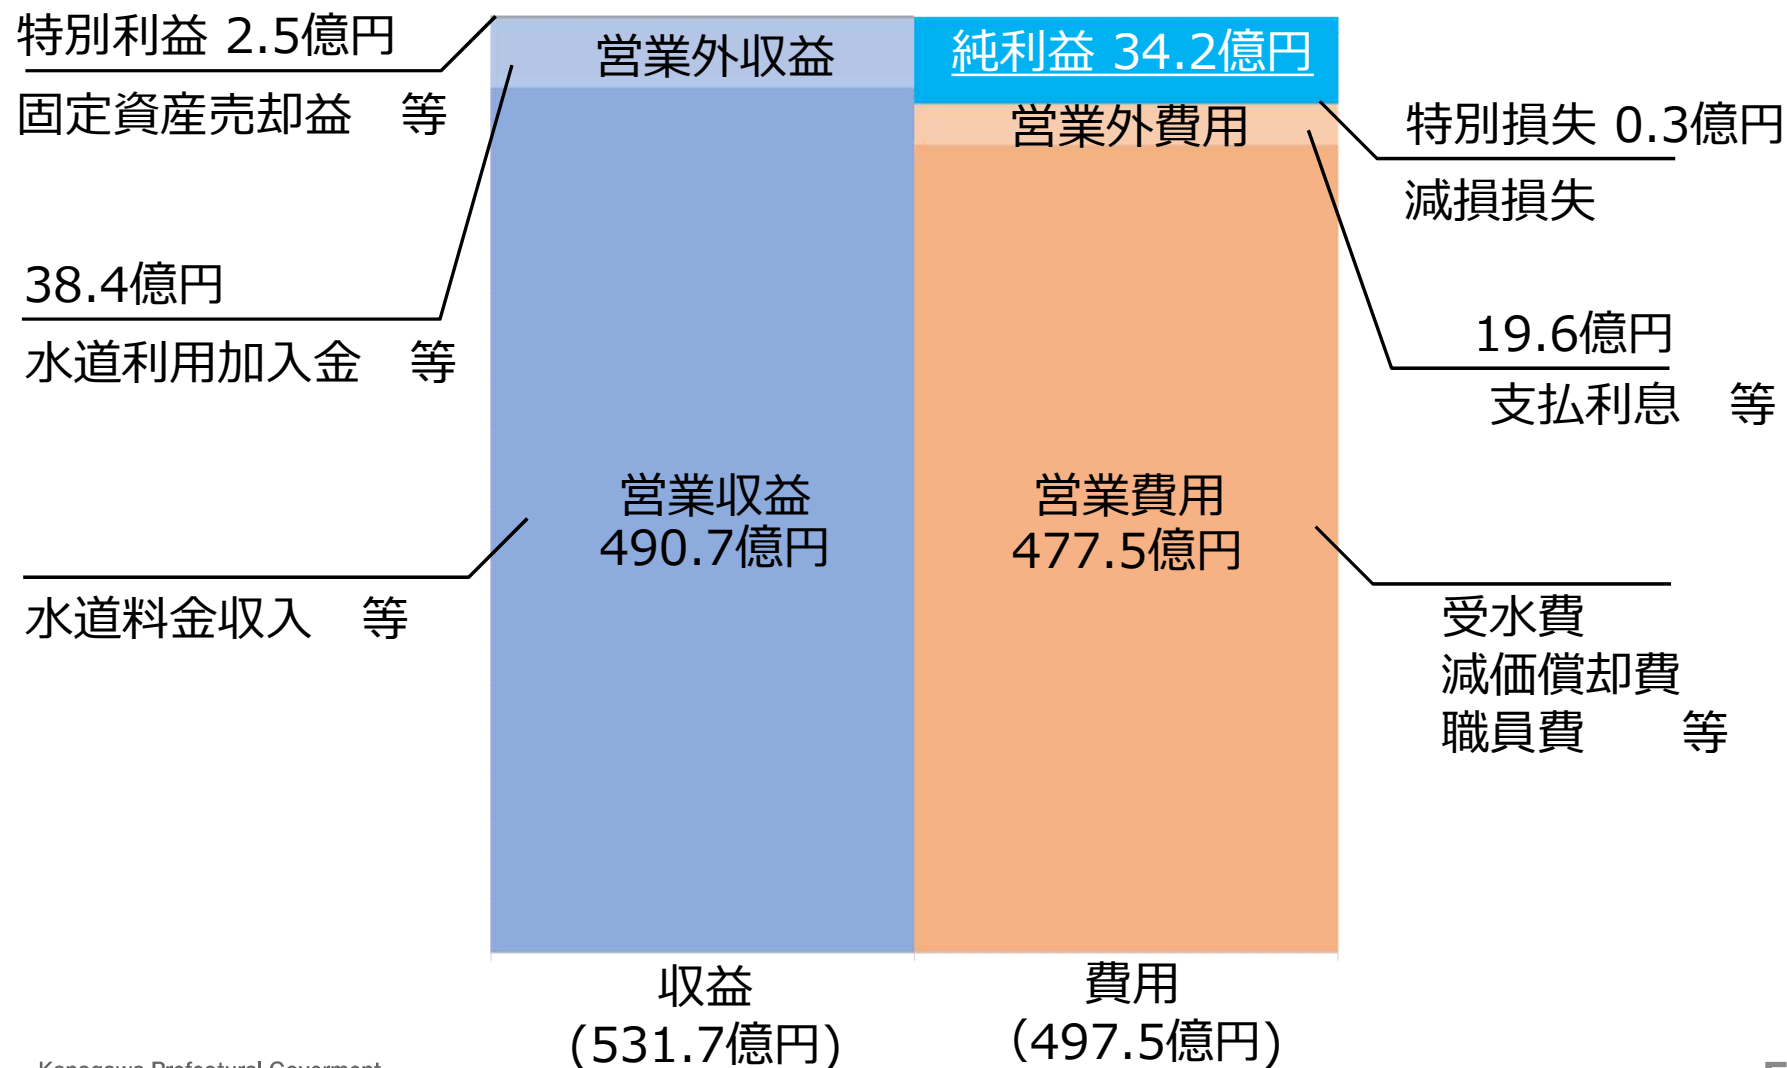 特別利益 2.5億円
固定資産売却益　等
38.4億円
水道利用加入金　等
水道料金収入　等
営業外収益
営業収益
490.7億円
純利益 34.2億円
営業外費用
営業費用
477.5億円
特別損失 0.3億円
減損損失
19.6億円
支払利息　等
受水費
減価償却費
職員費　　等
収益
(531.7億円)
費用
(497.5億円)